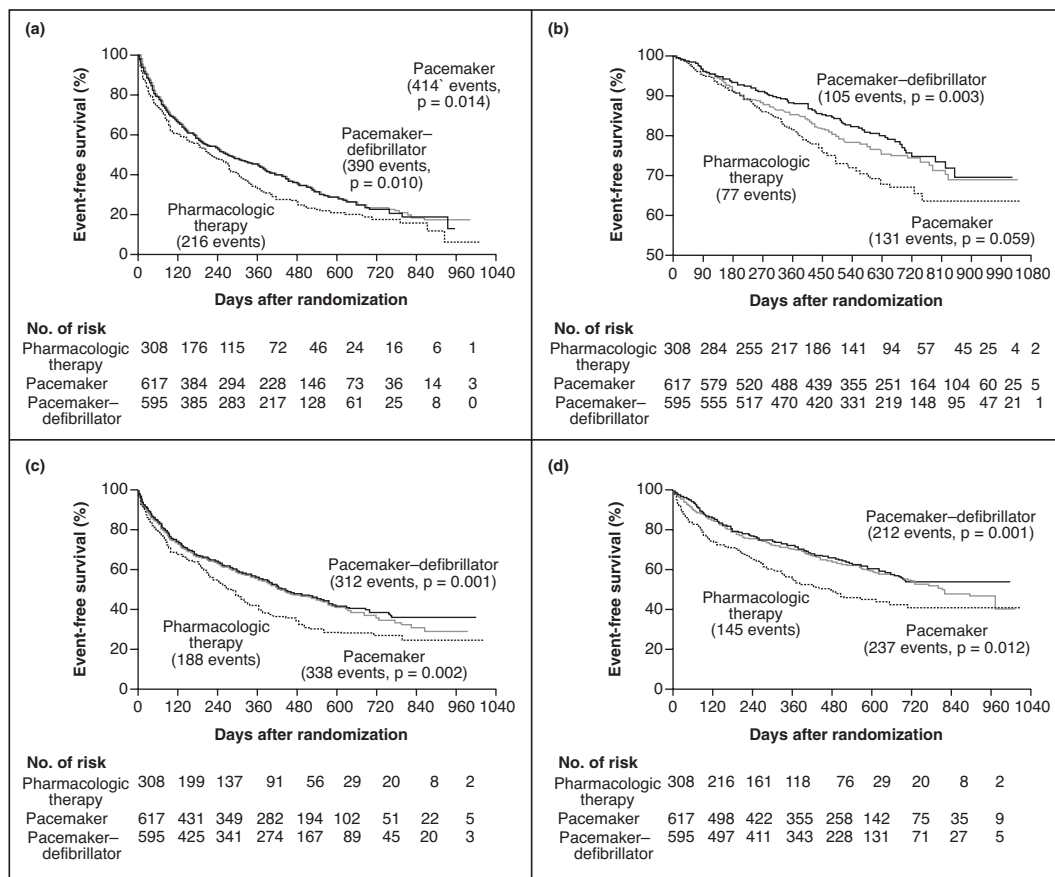 (a)
Event-free survival (%)
100
80
60
40
20
0
Pacemaker
(414` events,
p = 0.014)
Pacemaker–
defibrillator
(390 events,
p = 0.010)
Pharmacologic
therapy
(216 events)
0 120 240 360 480 600 720 840 960 1040
Days after randomization
No. of risk
Pharmacologic therapy 308 176 115 72 46 24 16 6 1
Pacemaker 617 384 294 228 146 73 36 14 3
Pacemaker–defibrillator 595 385 283 217 128 61 25 8 0
(b)
Event-free survival (%)
100
90
80
70
60
50
Pacemaker–defibrillator
(105 events, p = 0.003)
Pharmacologic
therapy
(77 events)
Pacemaker
(131 events, p = 0.059)
0 90 180 270 360 450 540 630 720 810 900 990 1080
Days after randomization
No. of risk
Pharmacologic therapy 308 284 255 217 186 141 94 57 45 25 4 2
Pacemaker 617 579 520 488 439 355 251 164 104 60 25 5
Pacemaker–defibrillator 595 555 517 470 420 331 219 148 95 47 21 1
(c)
Event-free survival (%)
100
80
60
40
20
0
Pacemaker–defibrillator
(312 events, p = 0.001)
Pharmacologic
therapy
(188 events)
Pacemaker
(338 events, p = 0.002)
0 120 240 360 480 600 720 840 960 1040
Days after randomization
No. of risk
Pharmacologic therapy 308 199 137 91 56 29 20 8 2
Pacemaker 617 431 349 282 194 102 51 22 5
Pacemaker–defibrillator 595 425 341 274 167 89 45 20 3
(d)
Event-free survival (%)
100
80
60
40
20
0
Pacemaker–defibrillator
(212 events, p = 0.001)
Pharmacologic
therapy
(145 events)
Pacemaker
(237 events, p = 0.012)
0 120 240 360 480 600 720 840 960 1040
Days after randomization
No. of risk
Pharmacologic therapy 308 216 161 118 76 29 20 8 2
Pacemaker 617 498 422 355 258 142 75 35 9
Pacemaker–defibrillator 595 497 411 343 228 131 71 27 5